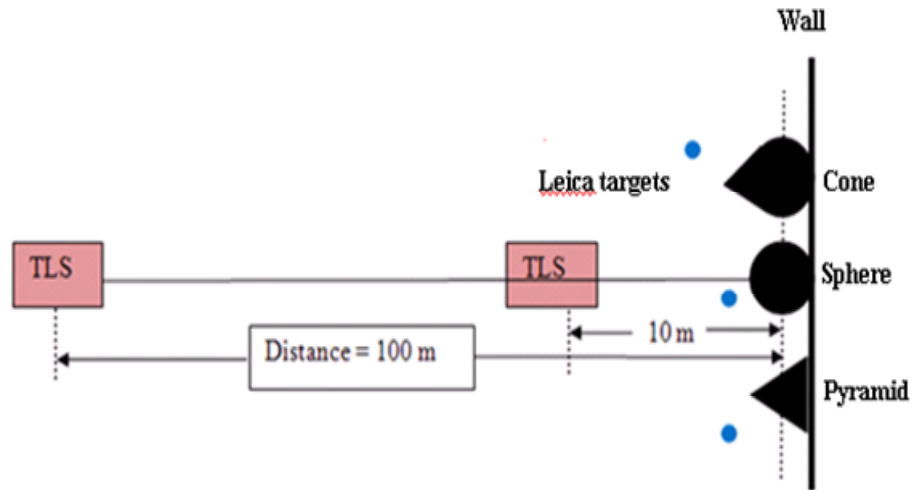 Wall
Leica targets
Cone
TLS
TLS
Sphere
10 m
Distance = 100 m
Pyramid